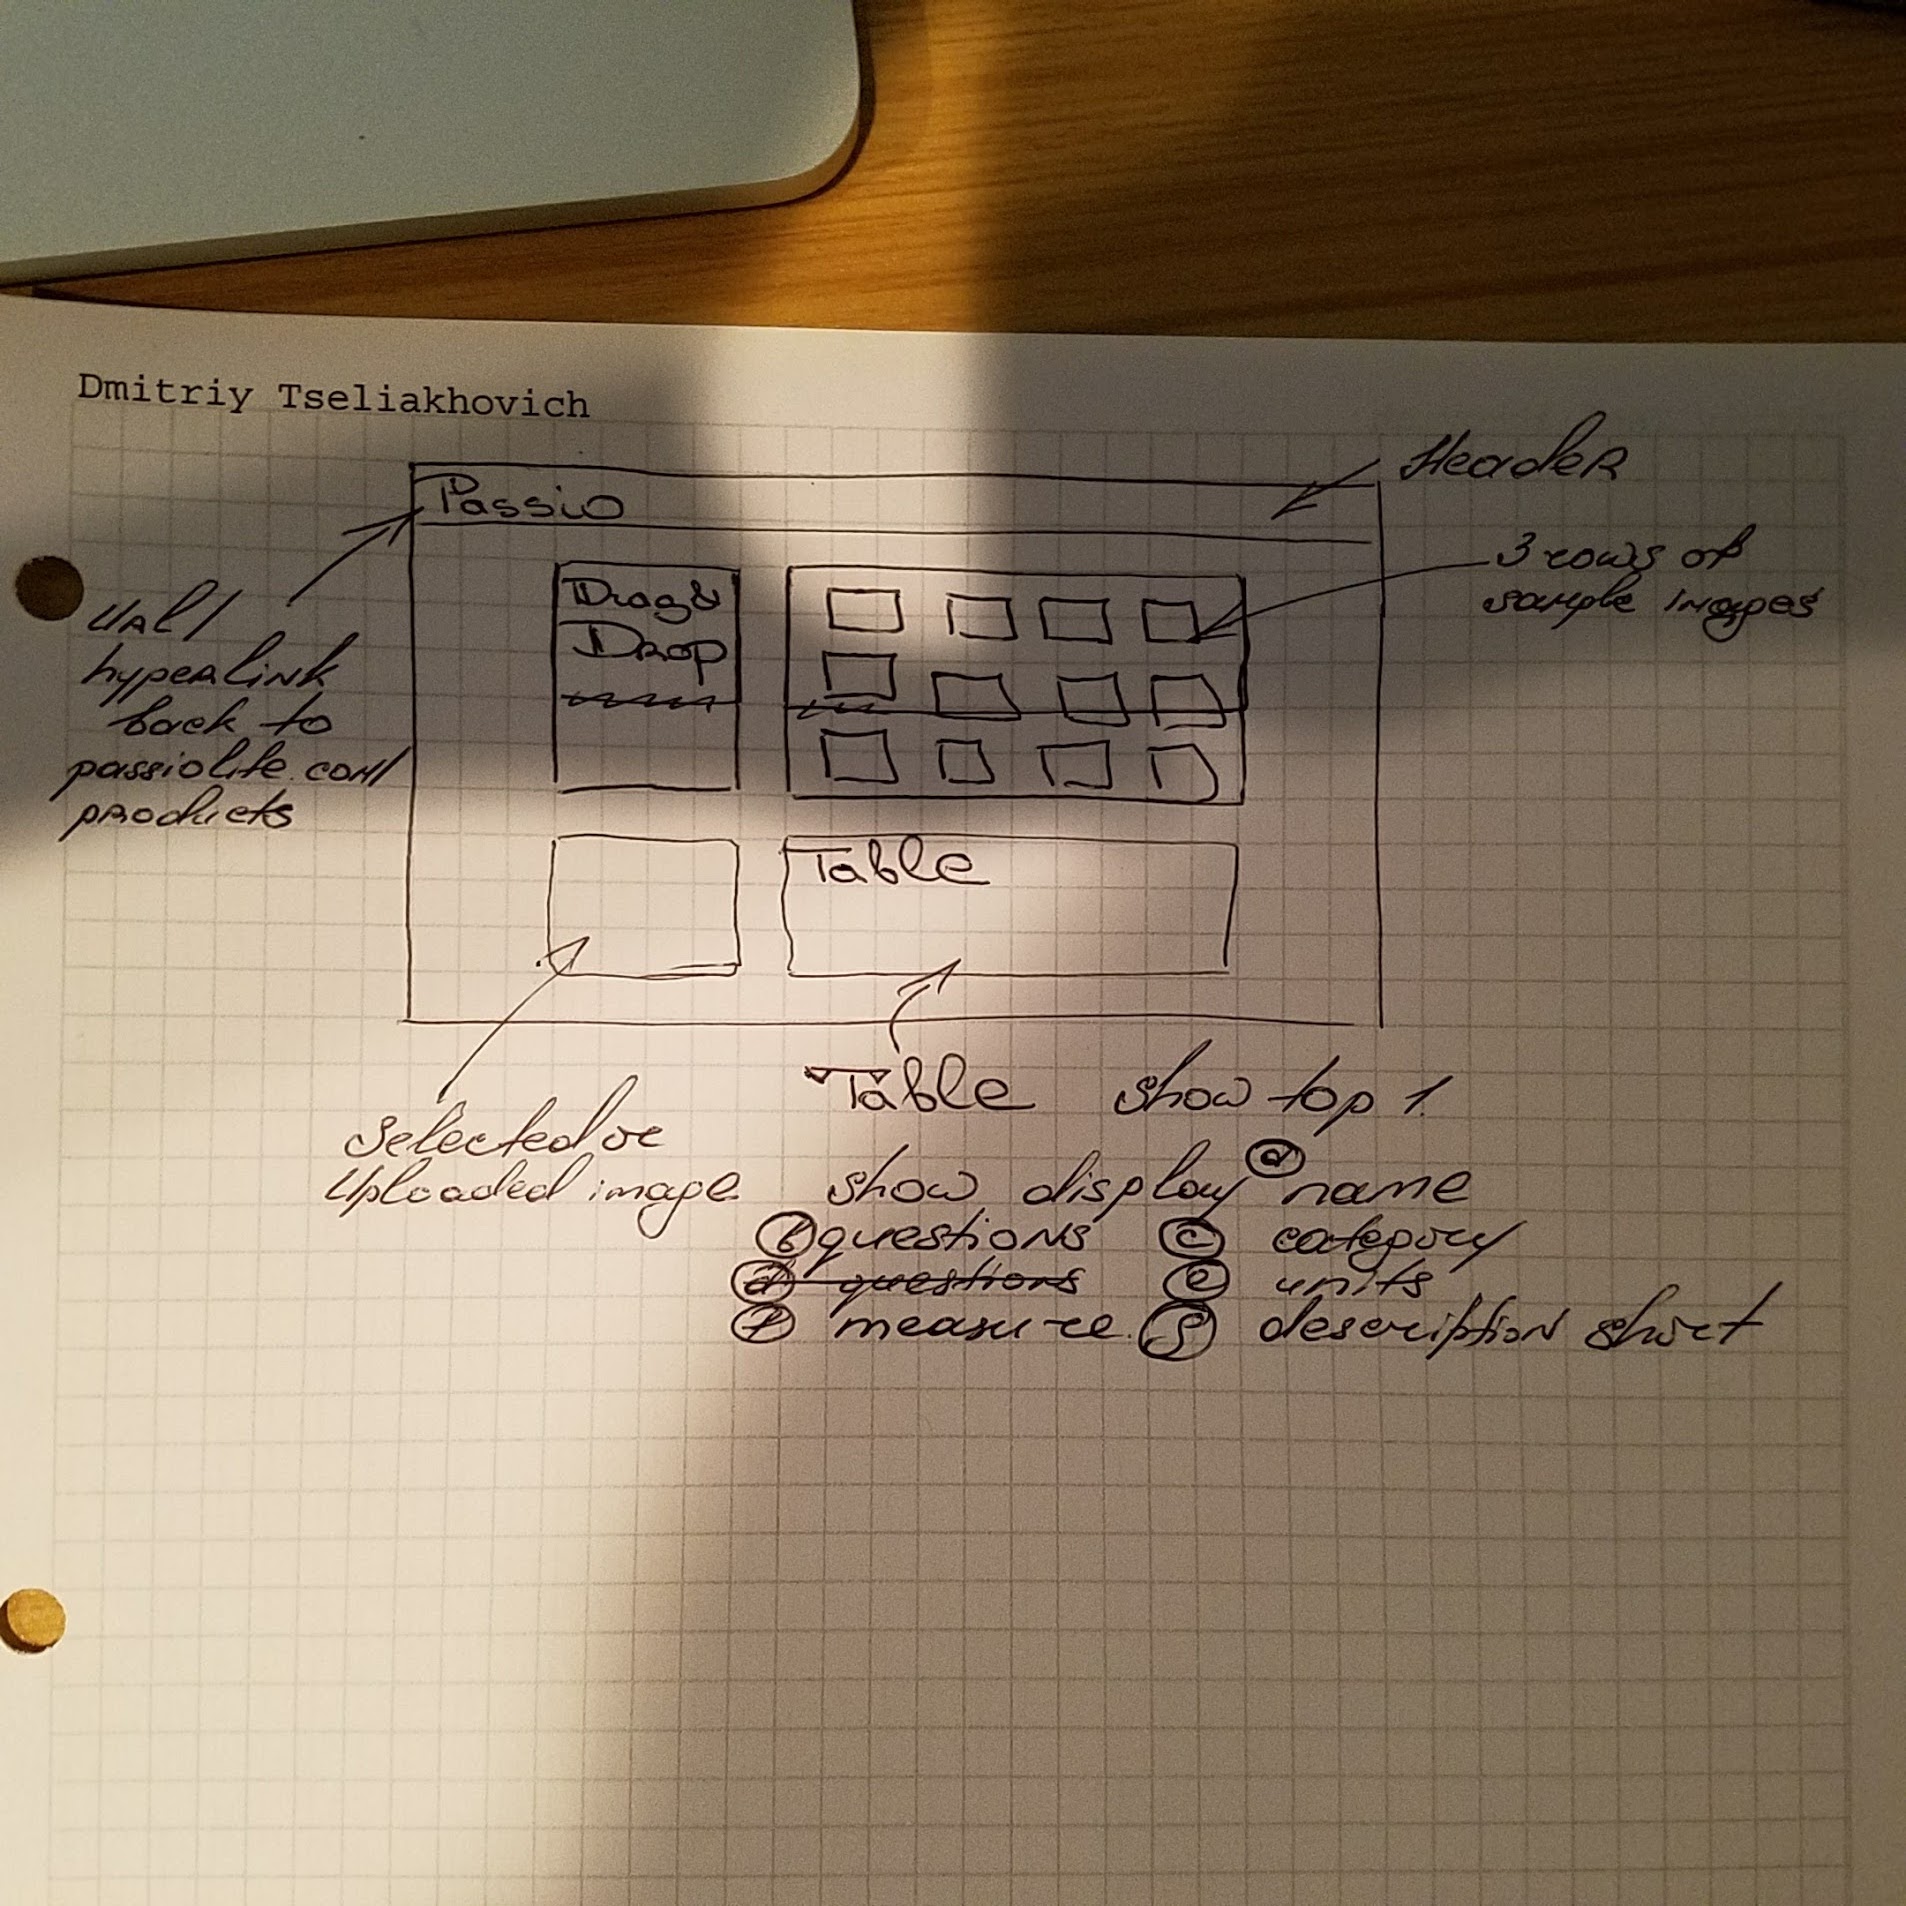 Dmitriy Tseliakhovich
Header
Passio
3 rows of
sample images
URL/
hyperlink
back to
passiolife.com/
products
Drag &
Drop
Table
Table show top 1.
Selected or
Uploaded image
show display name
a
b questions c category
d questions e units
f measure g description short